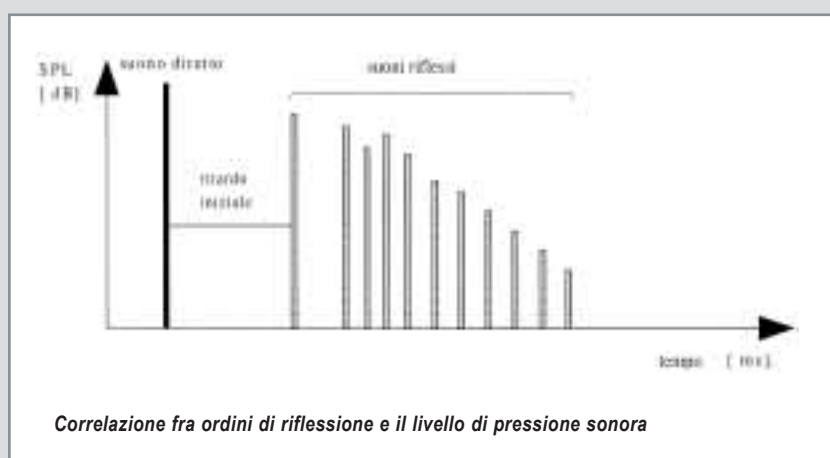 SPL
[ dB]
suono diretto
suoni riflessi
ritardo
iniziale
tempo [ ms]
Correlazione fra ordini di riflessione e il livello di pressione sonora